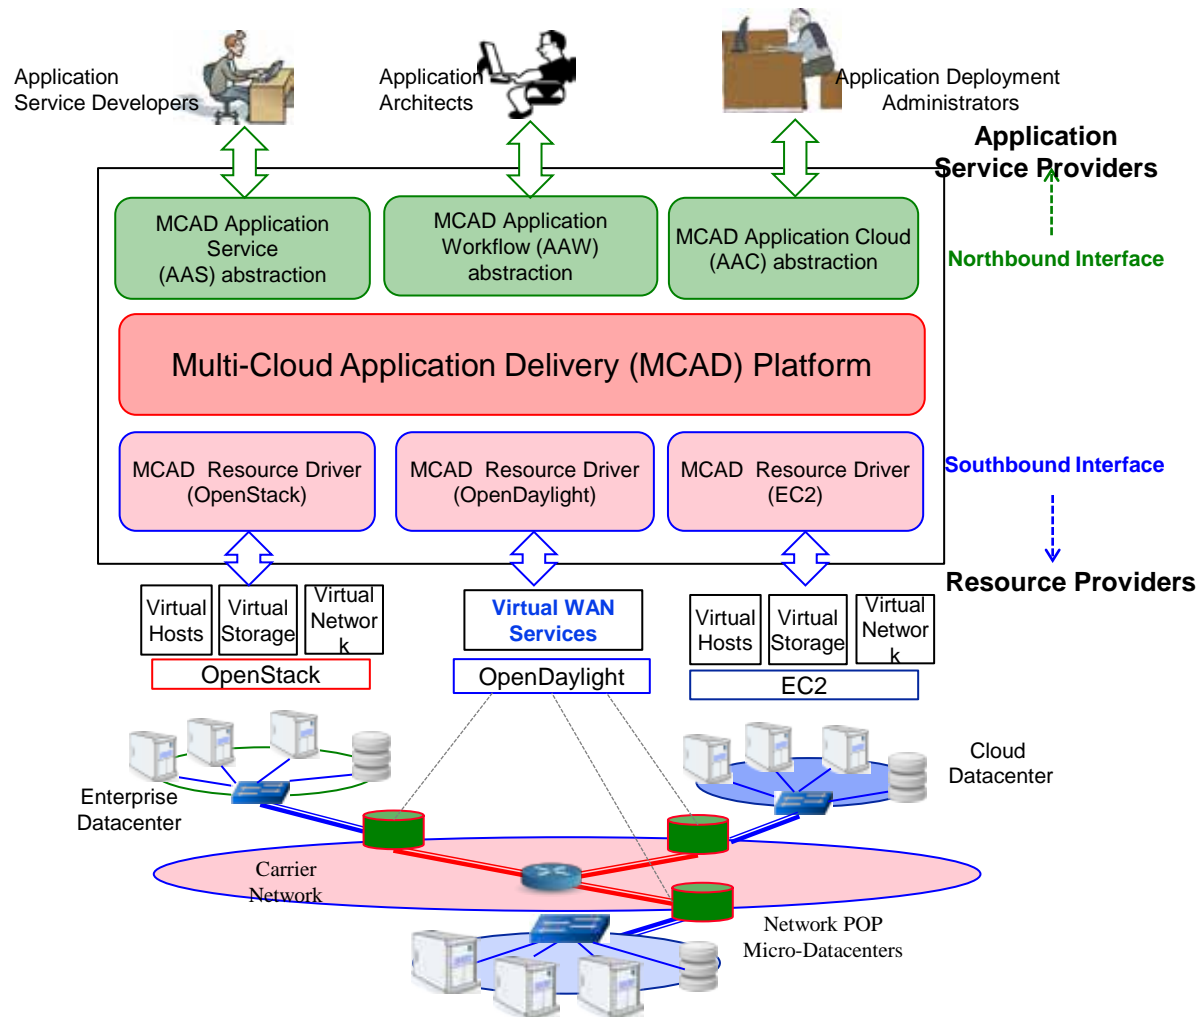 Application
Service Developers
Application
Architects
Application Deployment
Administrators
Application
Service Providers
MCAD Application
Service
(AAS) abstraction
MCAD Application
Workflow (AAW)
abstraction
MCAD Application Cloud
(AAC) abstraction
Northbound Interface
Multi-Cloud Application Delivery (MCAD) Platform
MCAD Resource Driver
(OpenStack)
MCAD Resource Driver
(OpenDaylight)
MCAD Resource Driver
(EC2)
Southbound Interface
Resource Providers
Virtual
Hosts
Virtual
Storage
Virtual
Networ
k
OpenStack
Virtual WAN
Services
OpenDaylight
Virtual
Hosts
Virtual
Storage
Virtual
Networ
k
EC2
Enterprise
Datacenter
Cloud
Datacenter
Carrier
Network
Network POP
Micro-Datacenters